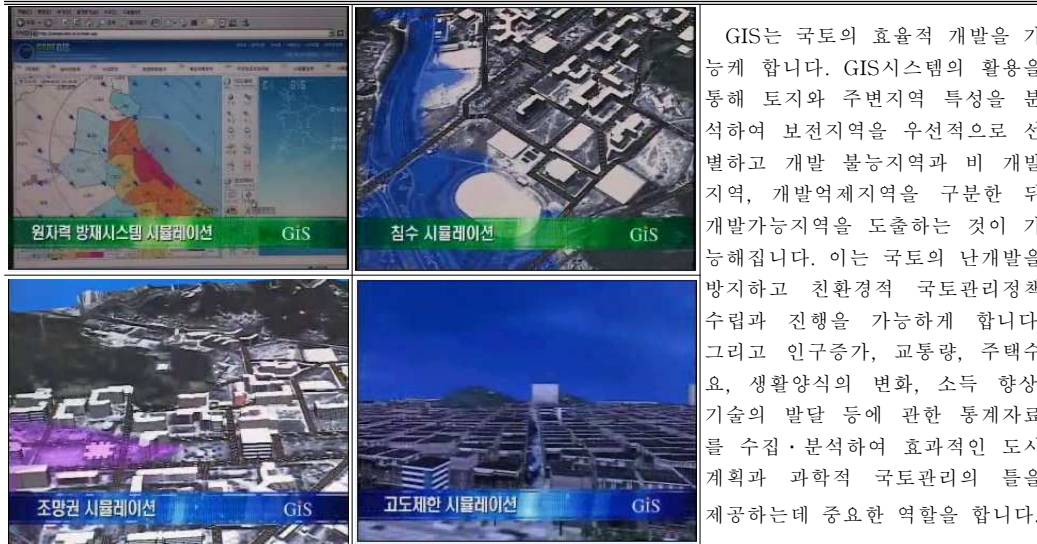 원자력 방재시스템 시뮬레이션 GiS
침수 시뮬레이션 GiS
조망권 시뮬레이션 GiS
고도제한 시뮬레이션 GiS
GIS는 국토의 효율적 개발을 가
능케 합니다. GIS시스템의 활용을
통해 토지와 주변지역 특성을 분
석하여 보전지역을 우선적으로 선
별하고 개발 불능지역과 비 개발
지역, 개발억제지역을 구분한 뒤
개발가능지역을 도출하는 것이 가
능해집니다. 이는 국토의 난개발을
방지하고 친환경적 국토관리정책
수립과 진행을 가능하게 합니다
그리고 인구증가, 교통량, 주택수
요, 생활양식의 변화, 소득 향상
기술의 발달 등에 관한 통계자료
를 수집·분석하여 효과적인 도시
계획과 과학적 국토관리의 틀을
제공하는데 중요한 역할을 합니다.